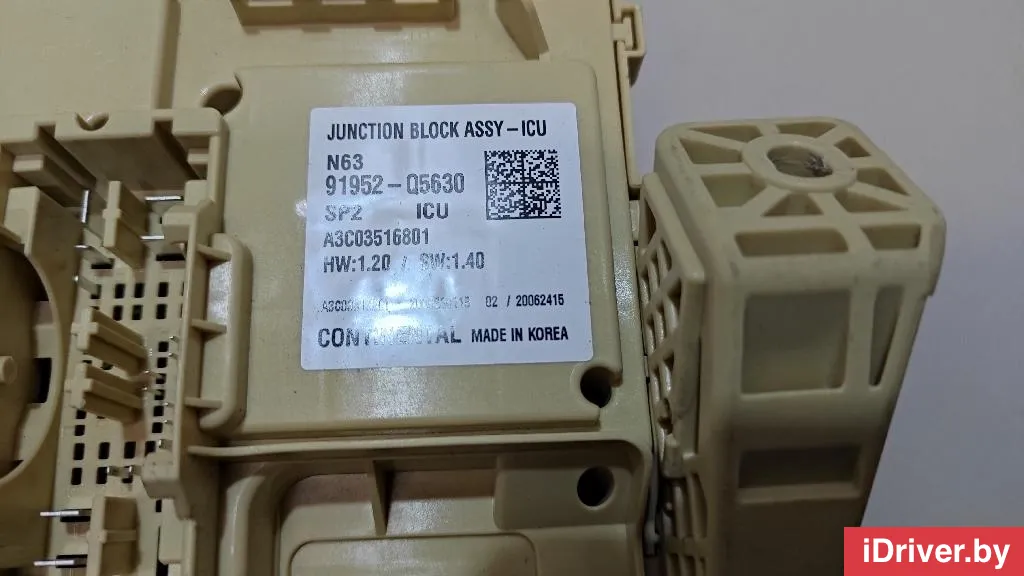 JUNCTION BLOCK ASSY-ICU
N63
91952-Q5630
SP2 ICU
A3C03516801
HW:1.20 / SW:1.40
02 / 20062415
CONTINENTAL MADE IN KOREA
iDriver.by